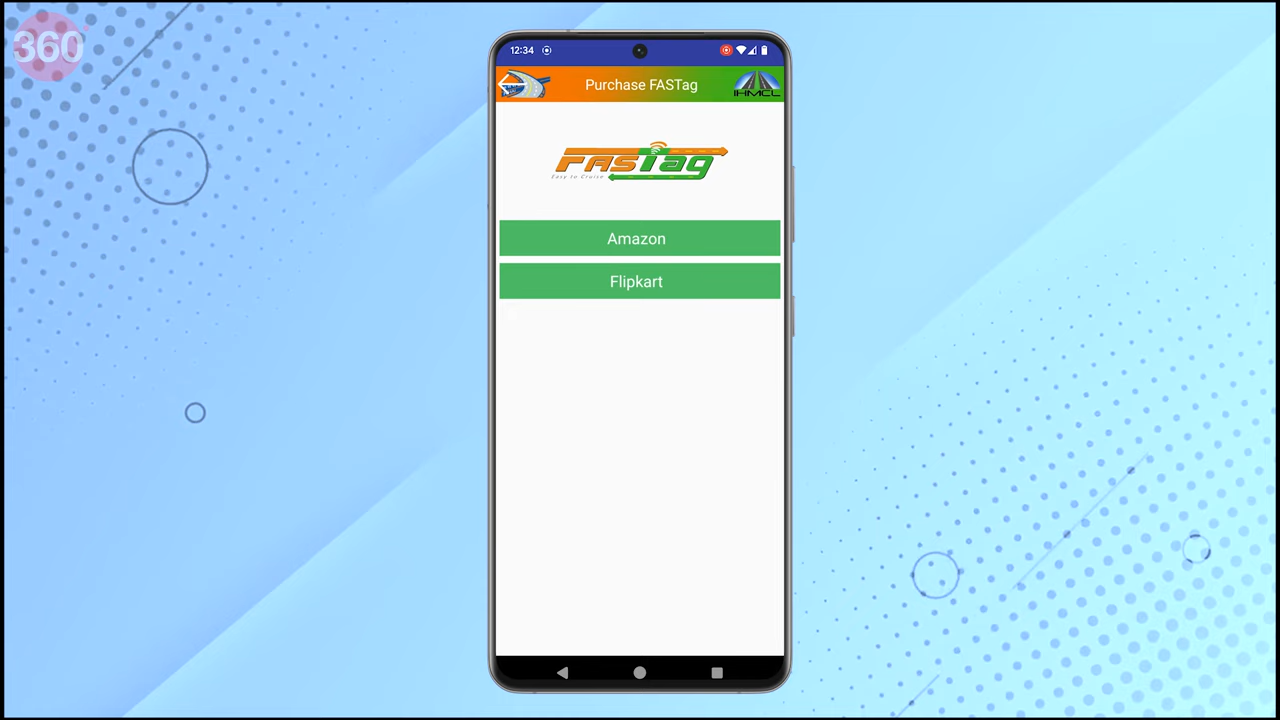 360
12:34
Purchase FASTag
IHMCL
FASTag
Easy to Cruise
Amazon
Flipkart